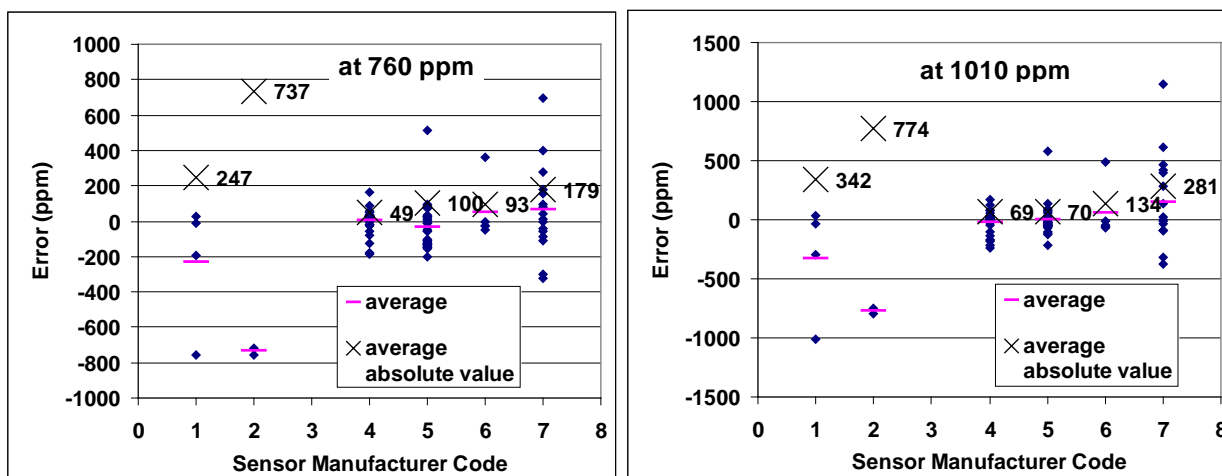 at 760 ppm
1000
800
600
400
200
0
-200
-400
-600
-800
-1000
Error (ppm)
247
737
49
100
93
179
average
average
absolute value
0 1 2 3 4 5 6 7 8
Sensor Manufacturer Code
at 1010 ppm
1500
1000
500
0
-500
-1000
-1500
Error (ppm)
342
774
69
70
134
281
average
average
absolute value
0 1 2 3 4 5 6 7 8
Sensor Manufacturer Code